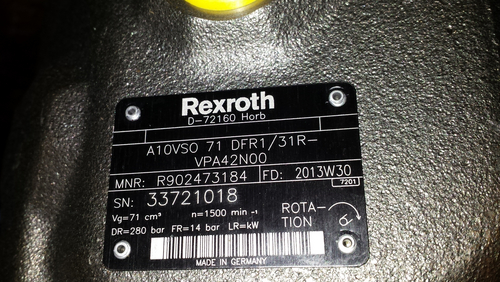 Rexroth
D-72160 Horb
A10VSO 71 DFR1/31R-
VPA42N00
MNR: R902473184 FD: 2013W30
7201
SN: 33721018
Vg=71 cm³ n=1500 min -1 ROTA-
DR=280 bar FR=14 bar LR=kW TION
MADE IN GERMANY